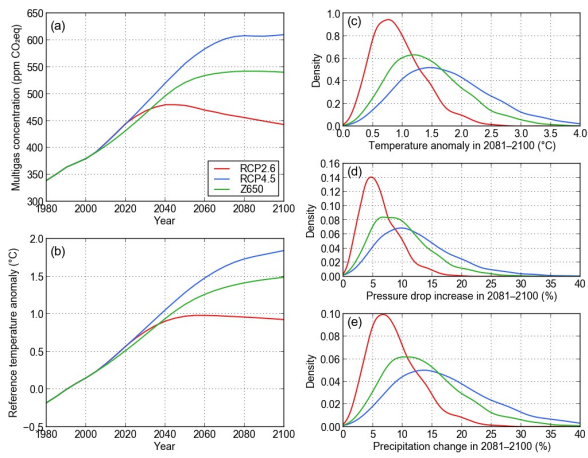 (a)
Multigas concentration (ppm CO₂eq)
650
600
550
500
450
400
350
300
1980 2000 2020 2040 2060 2080 2100
Year
RCP2.6
RCP4.5
Z650
(b)
Reference temperature anomaly (°C)
2.0
1.5
1.0
0.5
0.0
−0.5
1980 2000 2020 2040 2060 2080 2100
Year
(c)
Density
1.0
0.8
0.6
0.4
0.2
0.0
0.0 0.5 1.0 1.5 2.0 2.5 3.0 3.5 4.0
Temperature anomaly in 2081–2100 (°C)
(d)
Density
0.16
0.14
0.12
0.10
0.08
0.06
0.04
0.02
0.00
0 5 10 15 20 25 30 35 40
Pressure drop increase in 2081–2100 (%)
(e)
Density
0.10
0.08
0.06
0.04
0.02
0.00
0 5 10 15 20 25 30 35 40
Precipitation change in 2081–2100 (%)